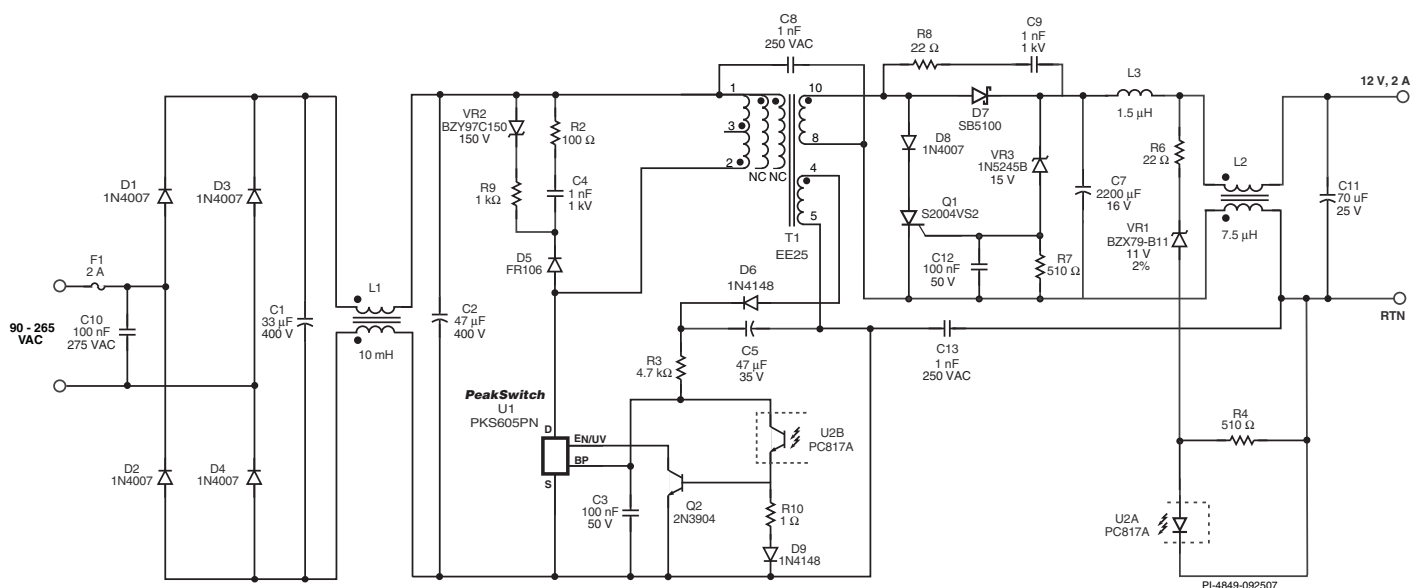 C8
1 nF
250 VAC
R8
22 Ω
C9
1 nF
1 kV
L3
1.5 μH
12 V, 2 A
1
3
2
NC NC
10
8
4
5
T1
EE25
VR2
BZY97C150
150 V
R2
100 Ω
R9
1 kΩ
C4
1 nF
1 kV
D5
FR106
D7
SB5100
D8
1N4007
VR3
1N5245B
15 V
Q1
S2004VS2
C12
100 nF
50 V
R7
510 Ω
C7
2200 μF
16 V
R6
22 Ω
VR1
BZX79-B11
11 V
2%
L2
7.5 μH
C11
70 uF
25 V
RTN
D1
1N4007
D3
1N4007
F1
2 A
90 - 265
VAC
C10
100 nF
275 VAC
C1
33 μF
400 V
L1
10 mH
C2
47 μF
400 V
D2
1N4007
D4
1N4007
D6
1N4148
C5
47 μF
35 V
C13
1 nF
250 VAC
R3
4.7 kΩ
PeakSwitch
U1
PKS605PN
D
EN/UV
BP
S
C3
100 nF
50 V
Q2
2N3904
U2B
PC817A
R10
1 Ω
D9
1N4148
R4
510 Ω
U2A
PC817A
PI-4849-092507